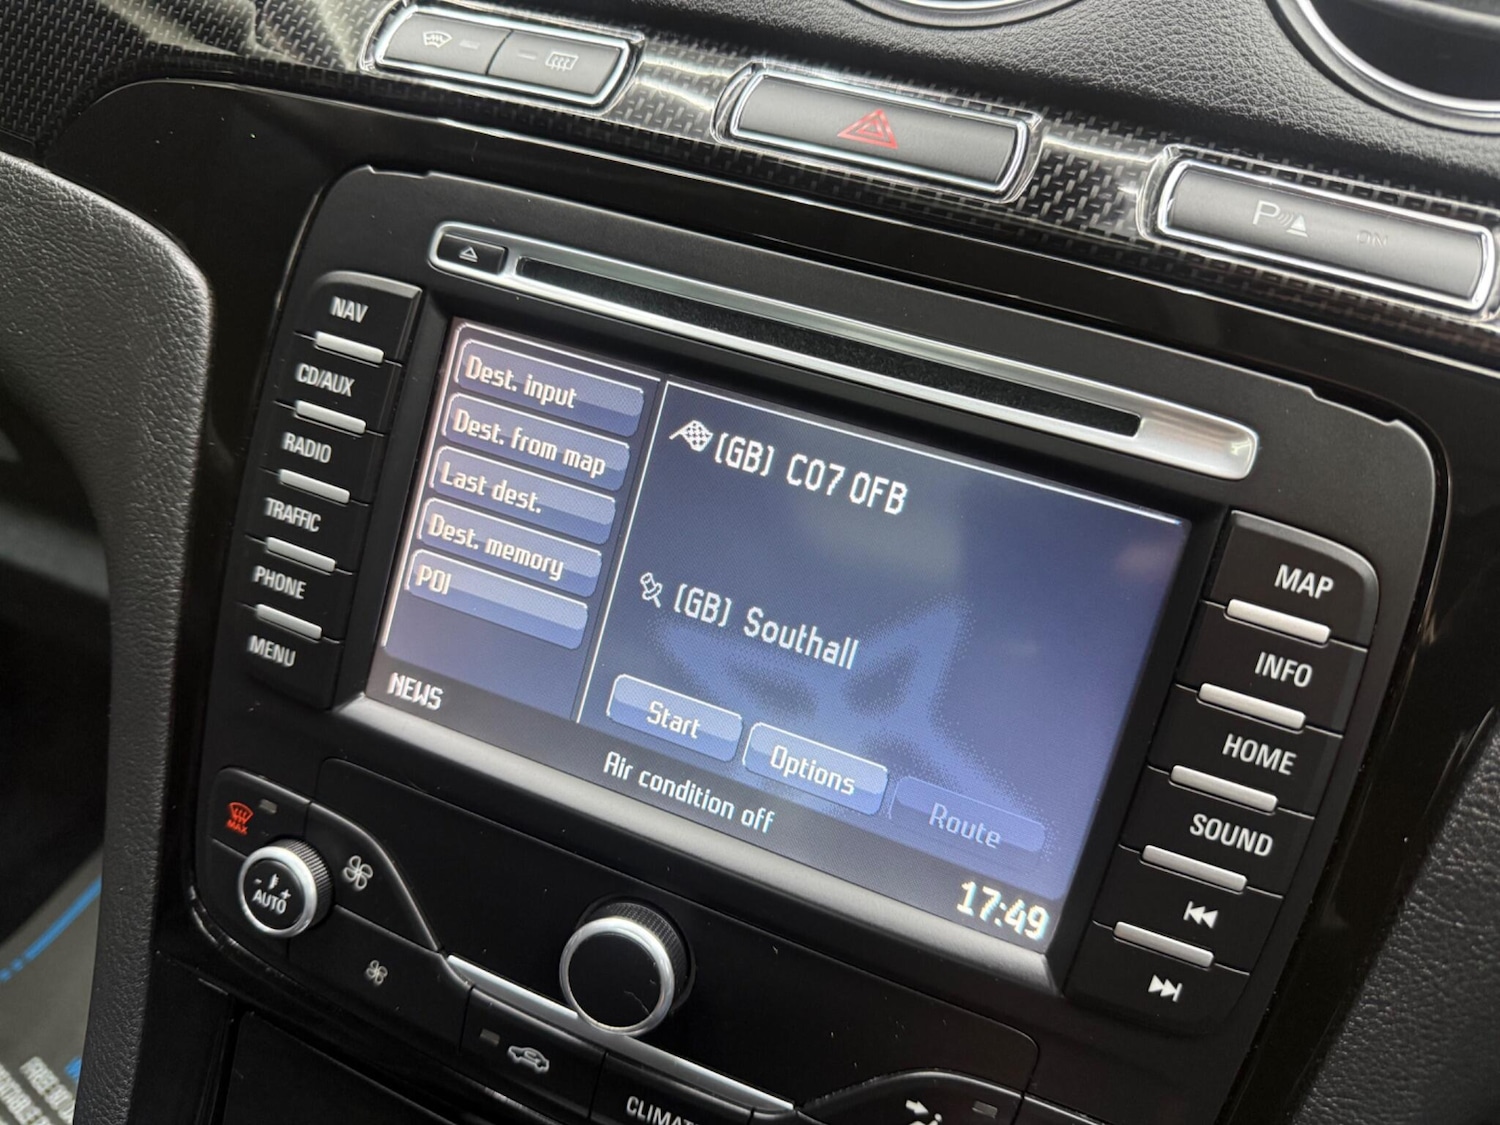 P ON
NAV
CD/AUX
RADIO
TRAFFIC
PHONE
MENU
Dest. input
Dest. from map
Last dest.
Dest. memory
POI
NEWS
(GB) CO7 0FB
(GB) Southall
Start
Options
Route
Air condition off
17:49
MAP
INFO
HOME
SOUND
MAX
AUTO
CLIMAT